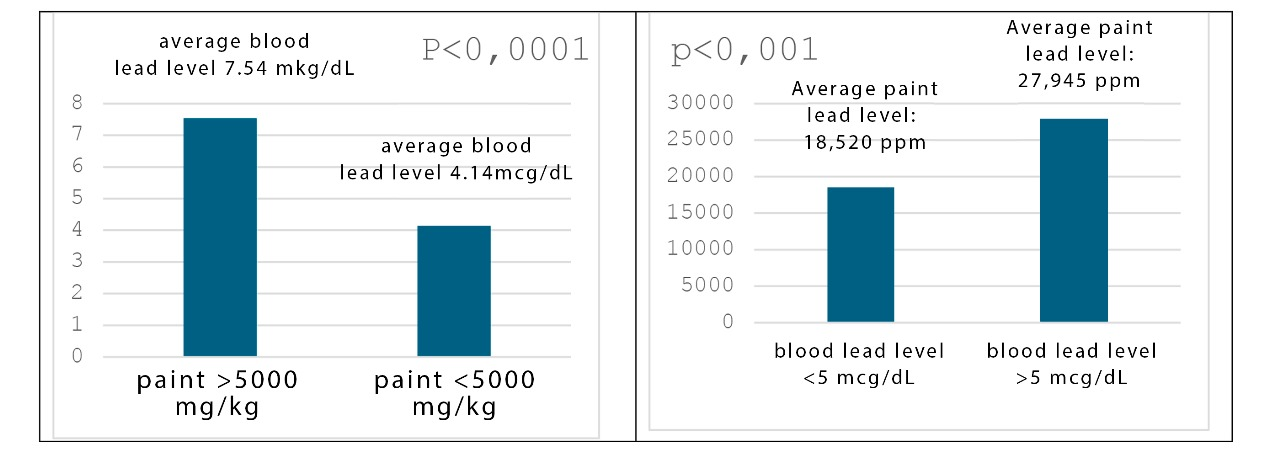 average blood
lead level 7.54 mkg/dL
P<0,0001
8
7
average blood
6
lead level 4.14mcg/dL
5
4
3
2
1
0
paint >5000
mg/kg
paint <5000
mg/kg
p<0,001
Average paint
lead level:
27,945 ppm
Average paint
lead level:
18,520 ppm
30000
25000
20000
15000
10000
5000
0
blood lead level
<5 mcg/dL
blood lead level
>5 mcg/dL